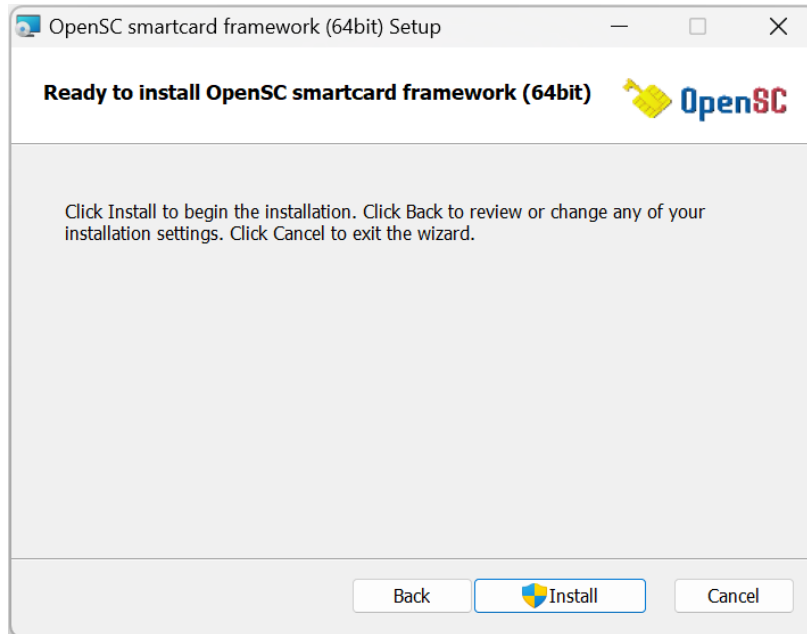 OpenSC smartcard framework (64bit) Setup
Ready to install OpenSC smartcard framework (64bit)
OpenSC
Click Install to begin the installation. Click Back to review or change any of your
installation settings. Click Cancel to exit the wizard.
Back
Install
Cancel